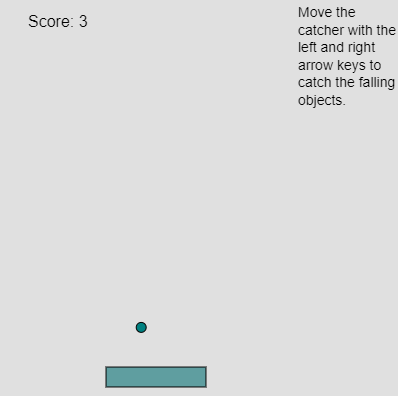 Score: 3
Move the
catcher with the
left and right
arrow keys to
catch the falling
objects.